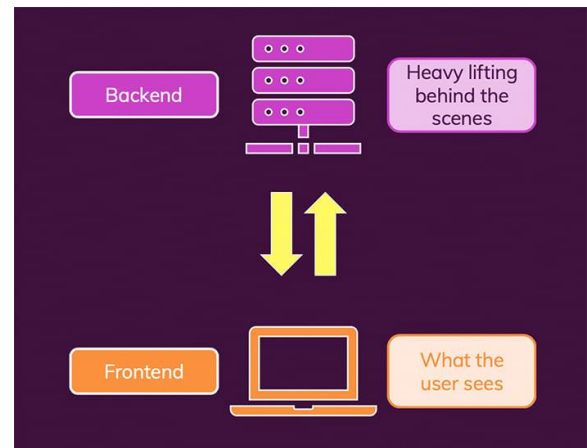 Backend
Heavy lifting
behind the
scenes
Frontend
What the
user sees